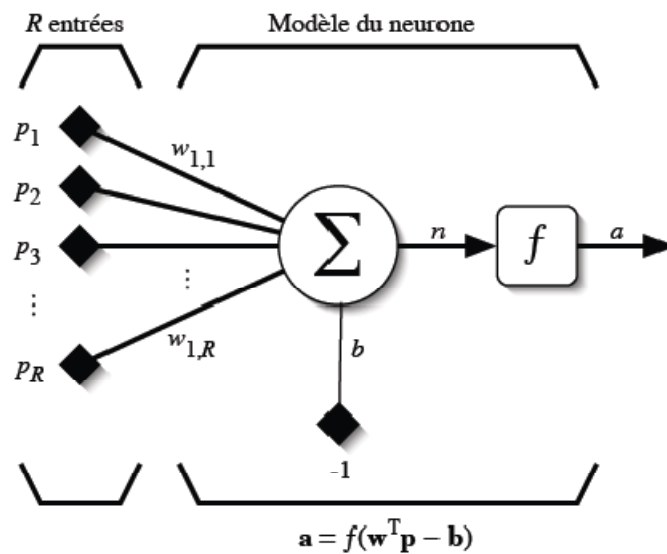 R entrées Modèle du neurone
p1 w1,1
p2
p3 Σ n f a
⋮ ⋮
w1,R b
pR
-1
a = f(wᵀp − b)